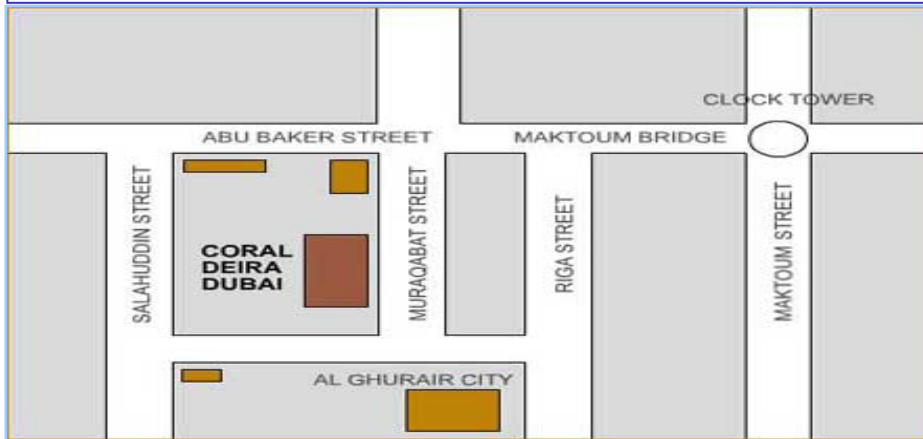 CLOCK TOWER
ABU BAKER STREET
MAKTOUM BRIDGE
SALAHUDDIN STREET
CORAL
DEIRA
DUBAI
MURAQABAT STREET
RIGA STREET
MAKTOUM STREET
AL GHURAIR CITY